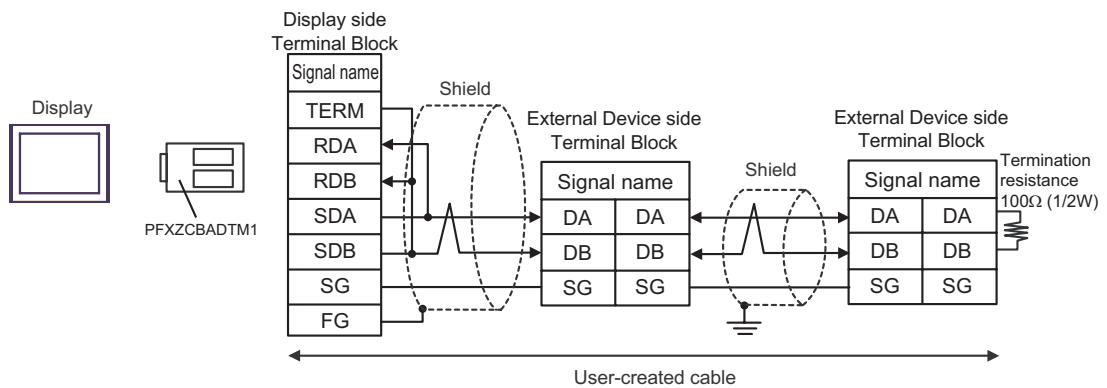 Display
PFXZCBADTM1
Display side
Terminal Block
Signal name
TERM
RDA
RDB
SDA
SDB
SG
FG
Shield
External Device side
Terminal Block
Signal name
DA DA
DB DB
SG SG
Shield
External Device side
Terminal Block
Signal name
DA DA
DB DB
SG SG
Termination
resistance
100Ω (1/2W)
User-created cable